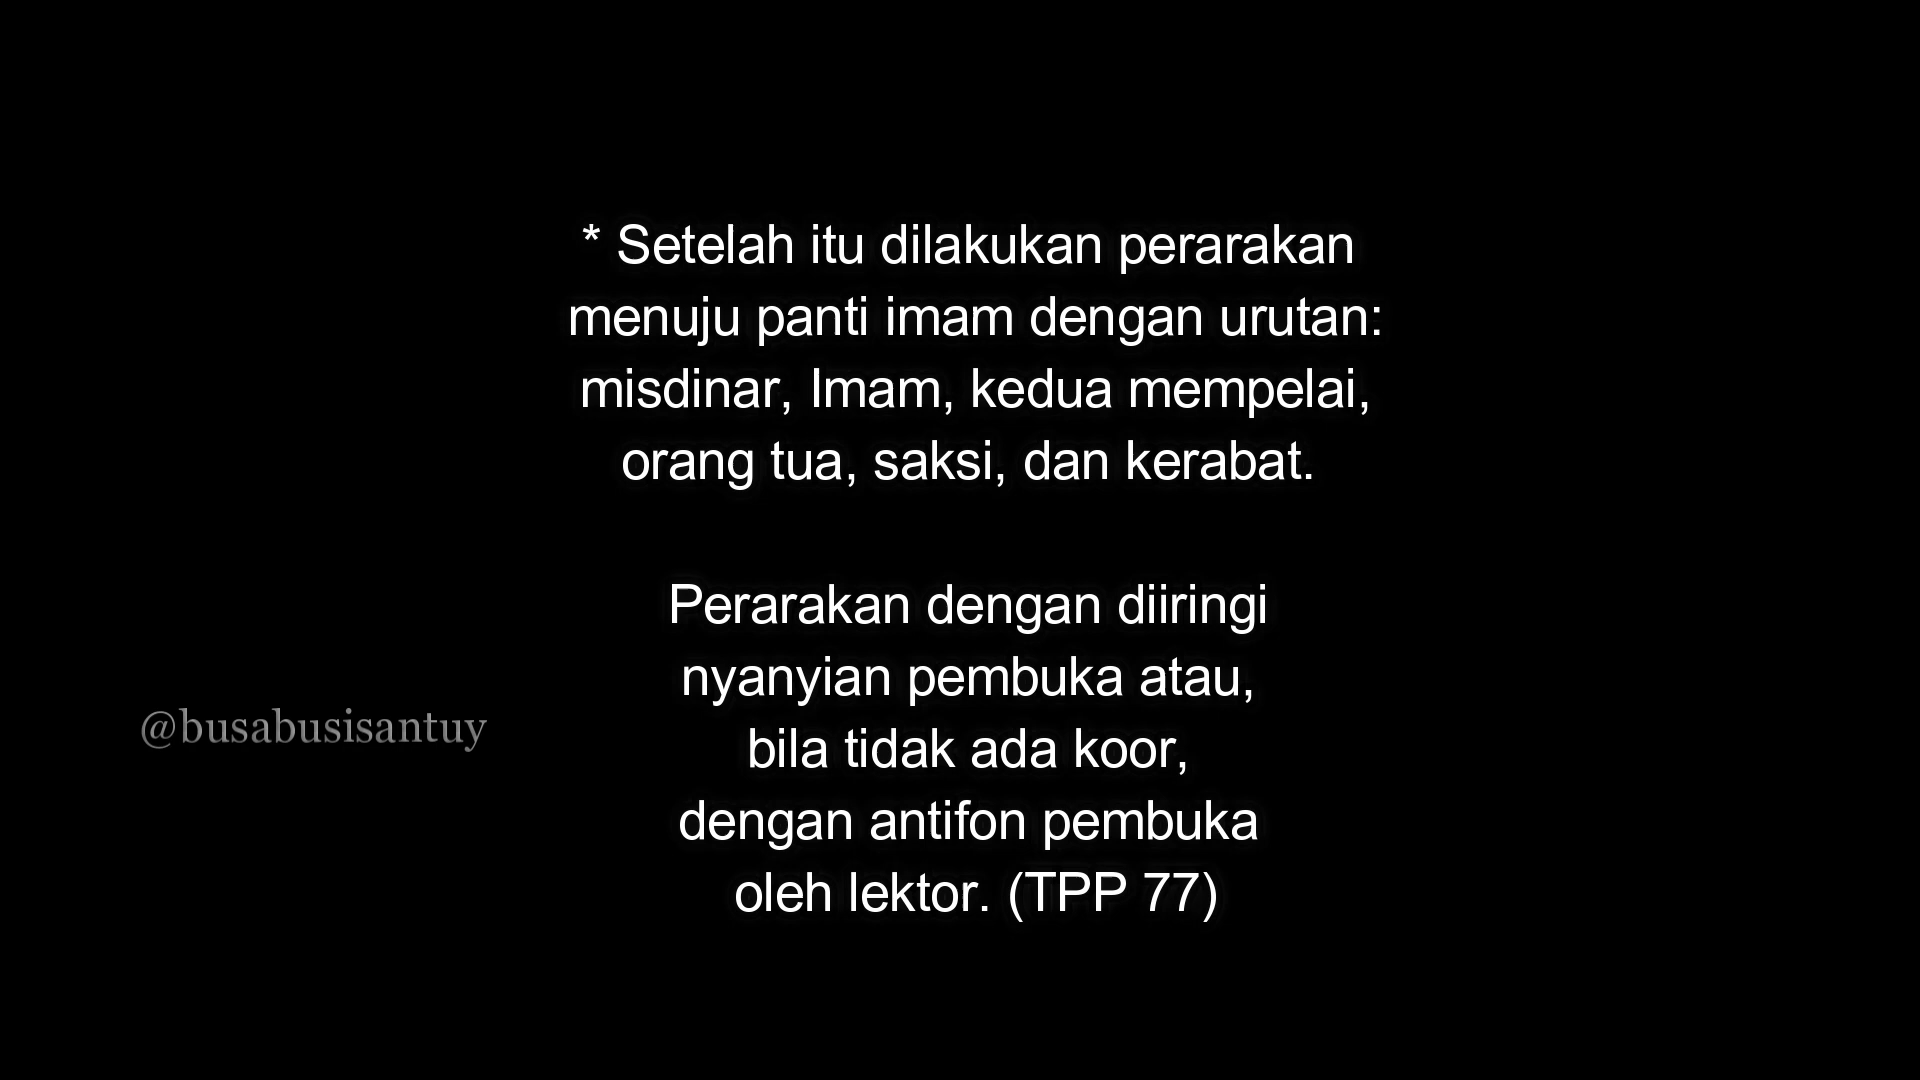 * Setelah itu dilakukan perarakan
menuju panti imam dengan urutan:
misdinar, Imam, kedua mempelai,
orang tua, saksi, dan kerabat.
Perarakan dengan diiringi
nyanyian pembuka atau,
bila tidak ada koor,
dengan antifon pembuka
oleh lektor. (TPP 77)
@busabusisantuy